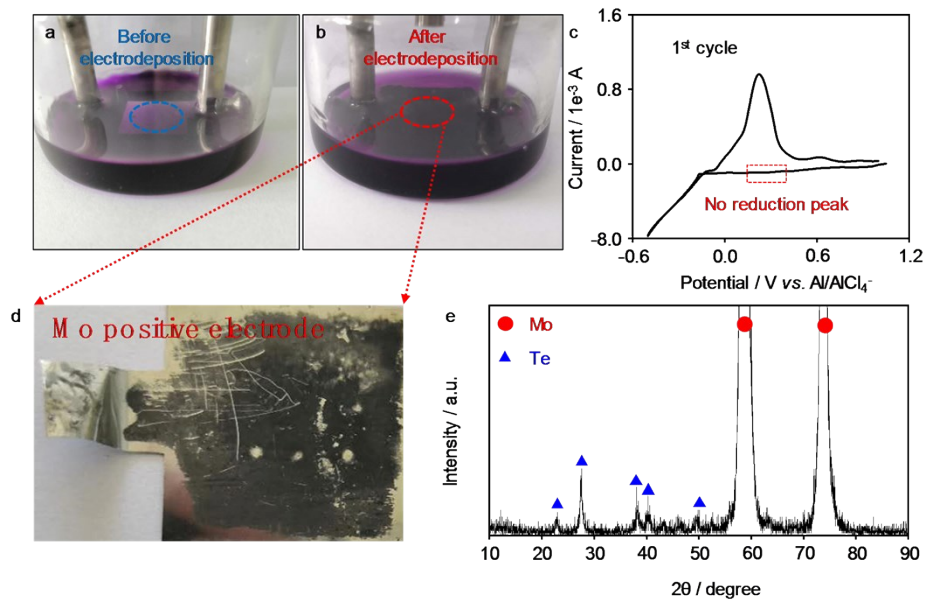 a
Before
electrodeposition
b
After
electrodeposition
c
1st cycle
No reduction peak
Current / 1e-3 A
1.6
0.8
0.0
-8.0
-0.6
0.0
0.6
1.2
Potential / V vs. Al/AlCl4-
d
Mo positive electrode
e
Mo
Te
Intensity / a.u.
10
20
30
40
50
60
70
80
90
2θ / degree